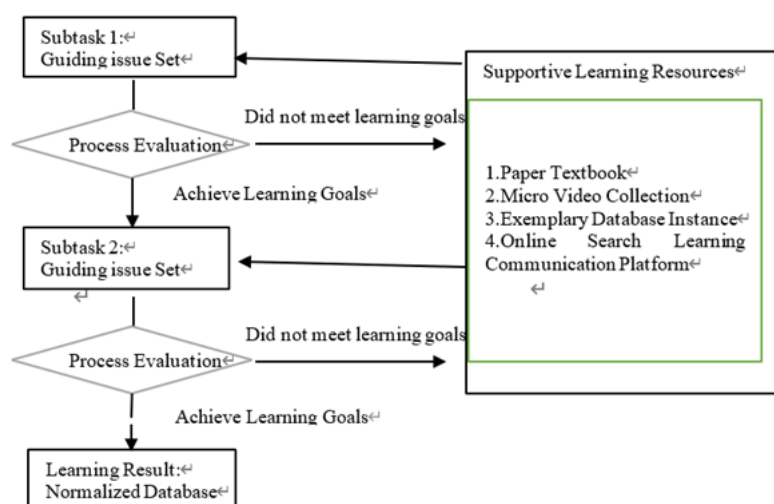 Subtask 1:
Guiding issue Set
Supportive Learning Resources
Did not meet learning goals
Process Evaluation
1.Paper Textbook
2.Micro Video Collection
3.Exemplary Database Instance
4.Online Search Learning
Communication Platform
Achieve Learning Goals
Subtask 2:
Guiding issue Set
Did not meet learning goals
Process Evaluation
Achieve Learning Goals
Learning Result:
Normalized Database